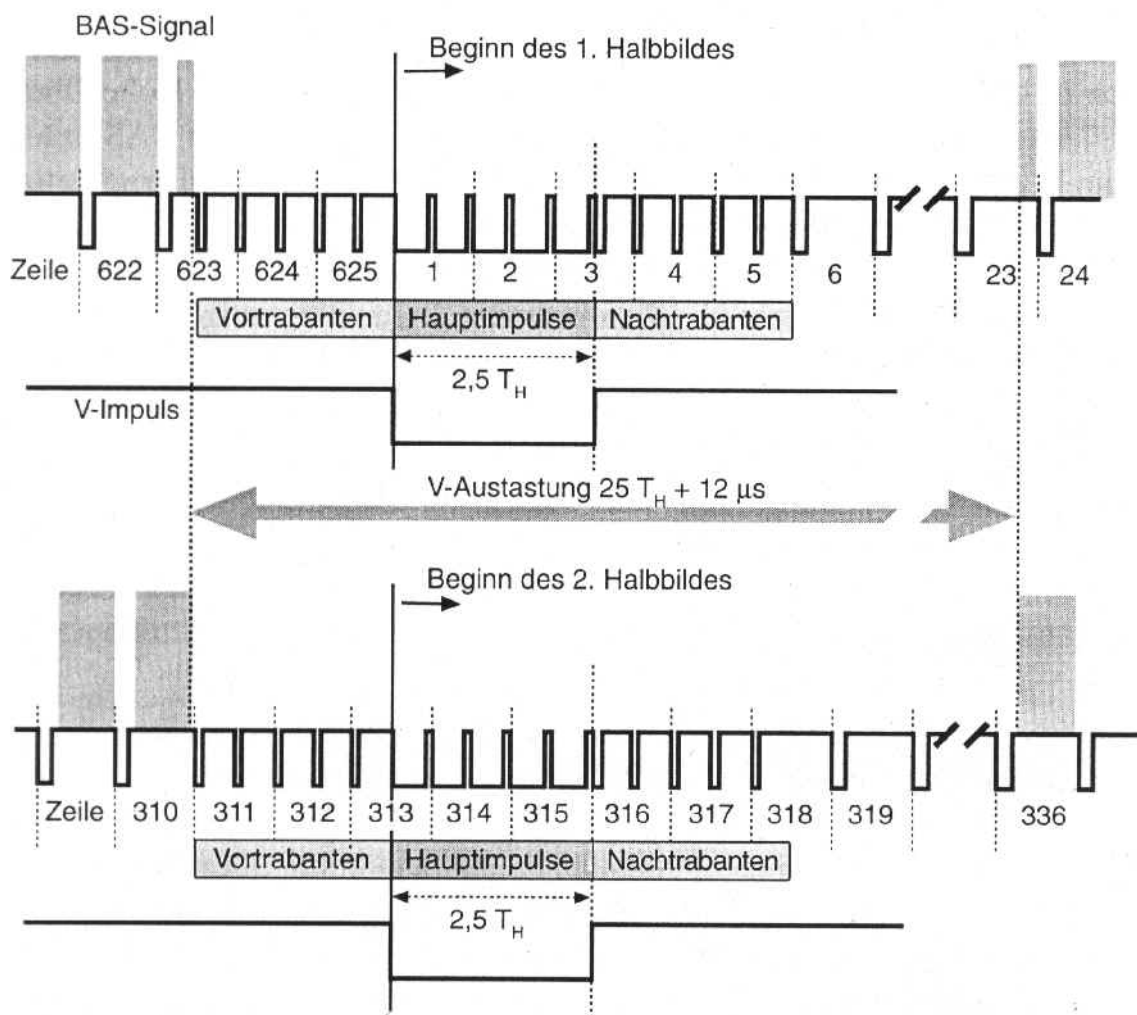 BAS-Signal
Beginn des 1. Halbbildes
Zeile 622 623 624 625 1 2 3 4 5 6 23 24
Vortrabanten Hauptimpulse Nachtrabanten
2,5 T_H
V-Impuls
V-Austastung 25 T_H + 12 μs
Beginn des 2. Halbbildes
Zeile 310 311 312 313 314 315 316 317 318 319 336
Vortrabanten Hauptimpulse Nachtrabanten
2,5 T_H